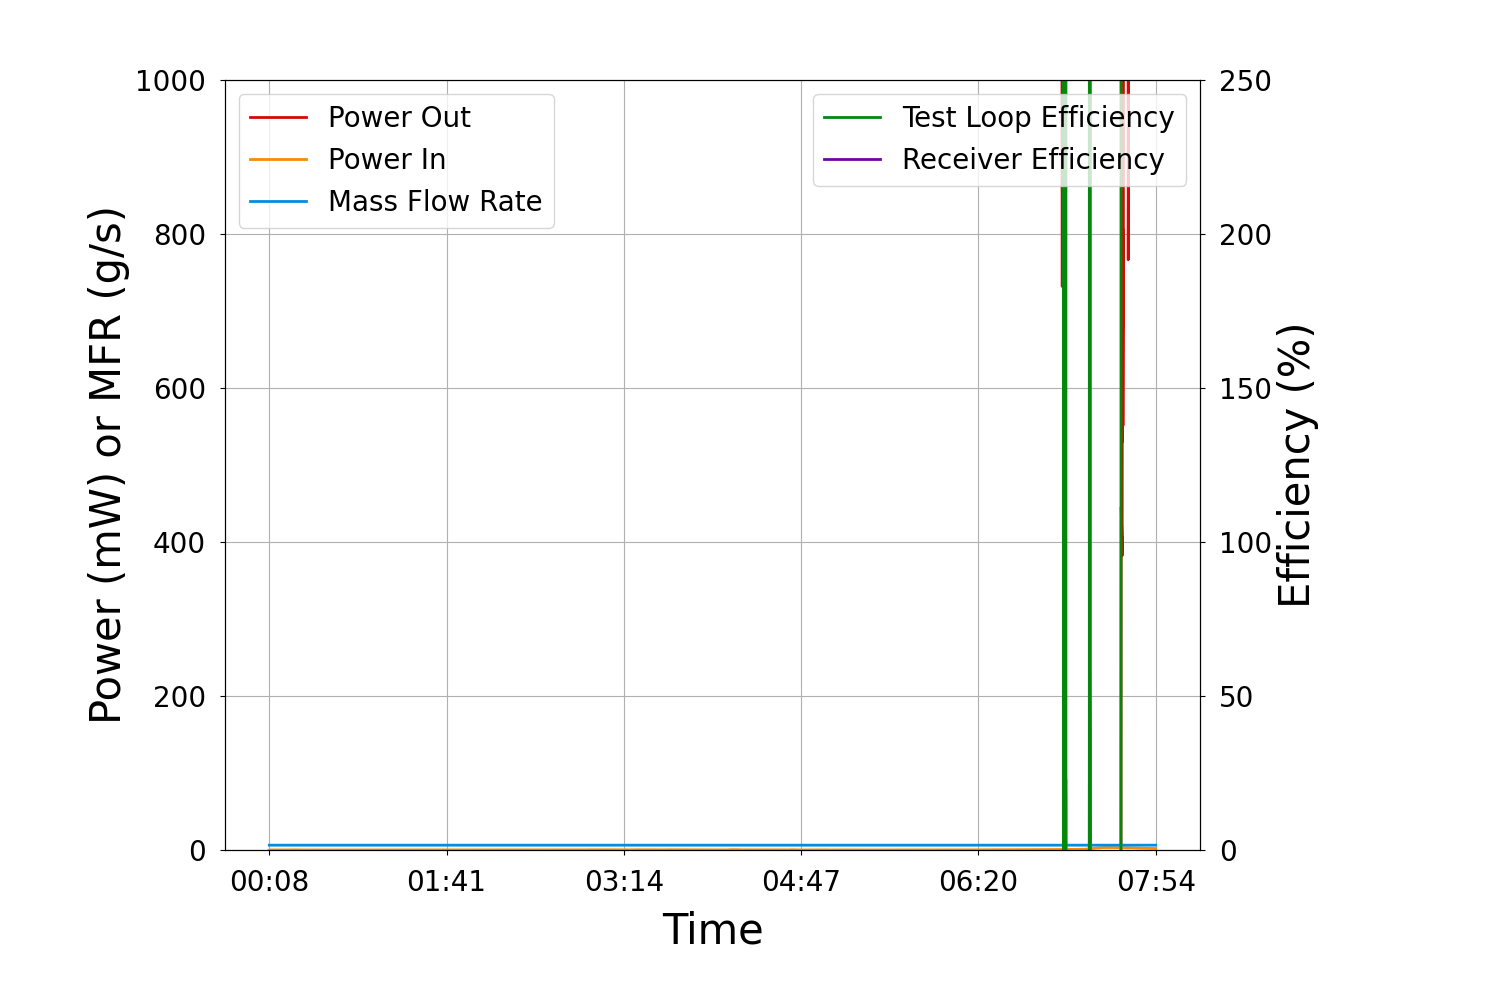 1000
800
600
400
200
0
Power (mW) or MFR (g/s)
Power Out
Power In
Mass Flow Rate
Test Loop Efficiency
Receiver Efficiency
250
200
150
100
50
0
Efficiency (%)
00:08 01:41 03:14 04:47 06:20 07:54
Time